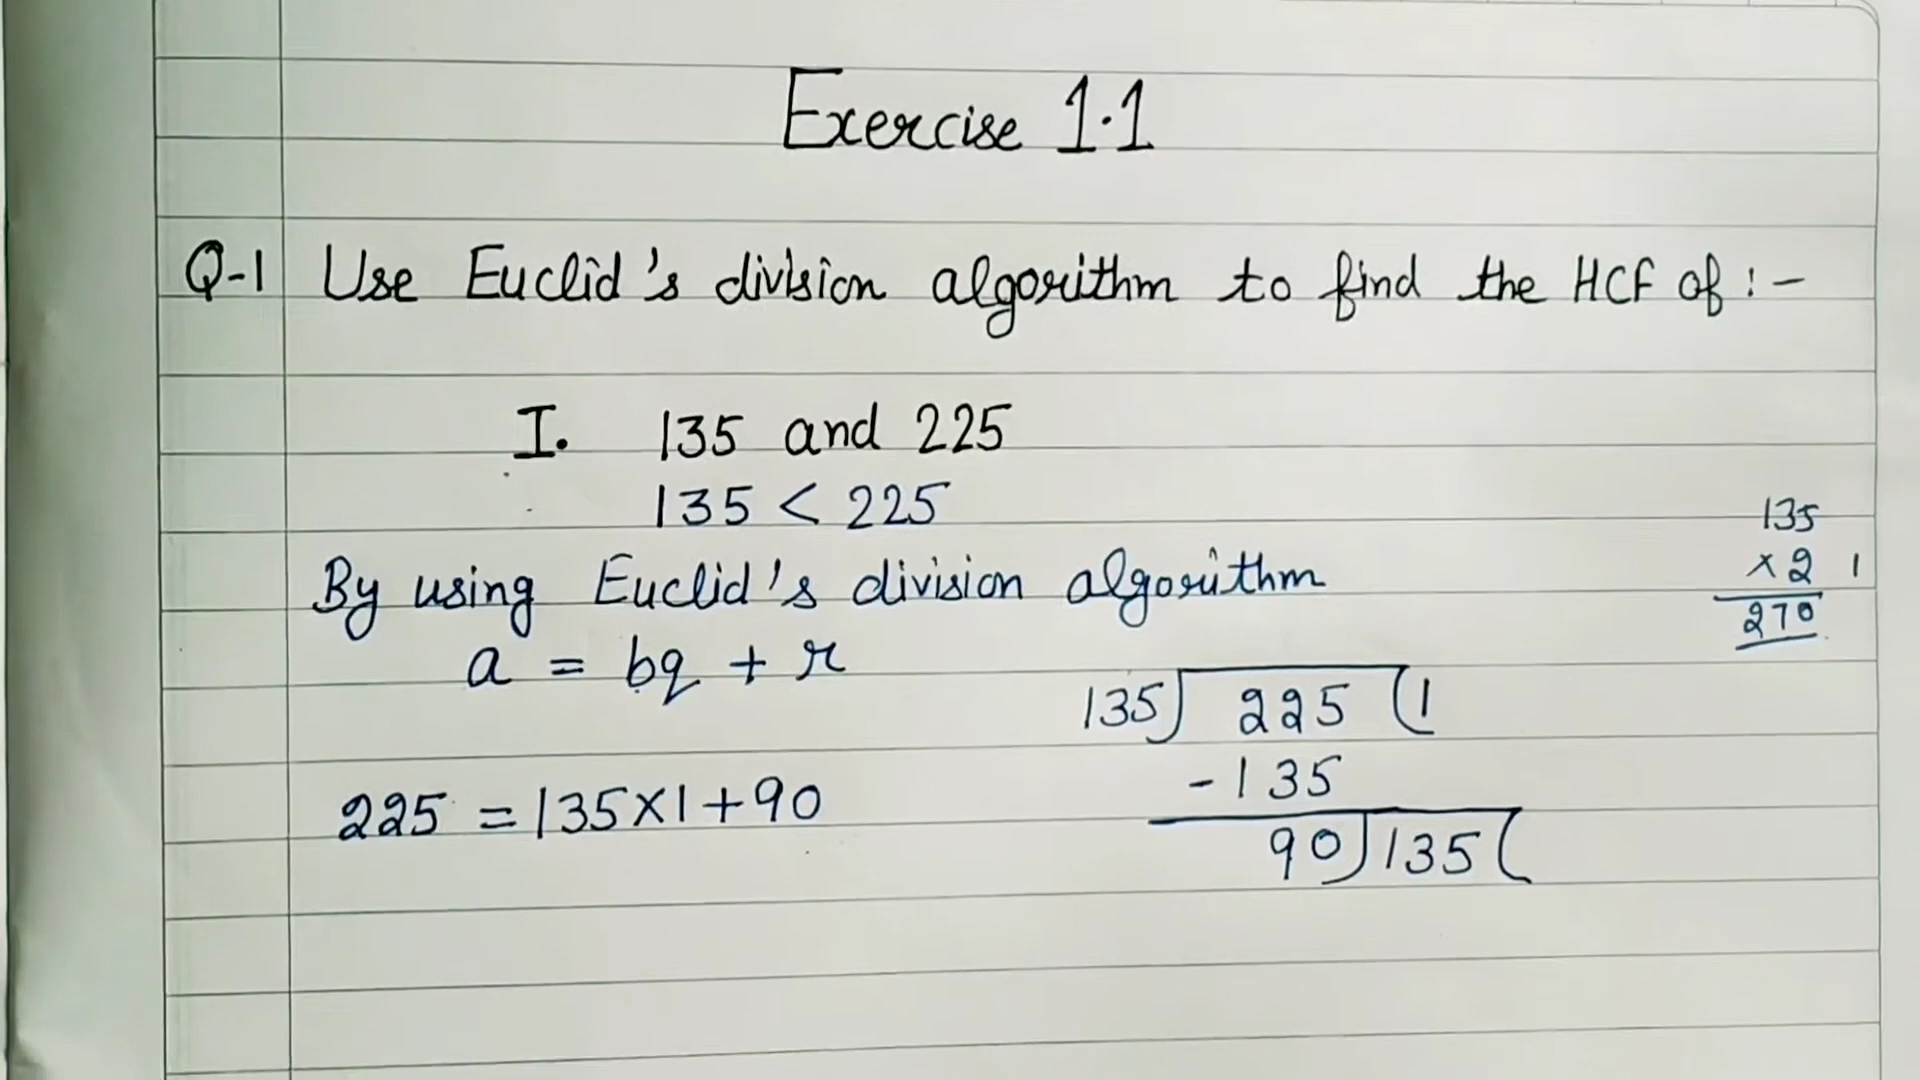 Exercise 1.1
Q-1 Use Euclid's division algorithm to find the HCF of :-
I. 135 and 225
135 < 225
By using Euclid's division algorithm
a = bq + r
225 = 135×1+90
135) 225 (1
-135
90) 135 (
135
×2 1
270